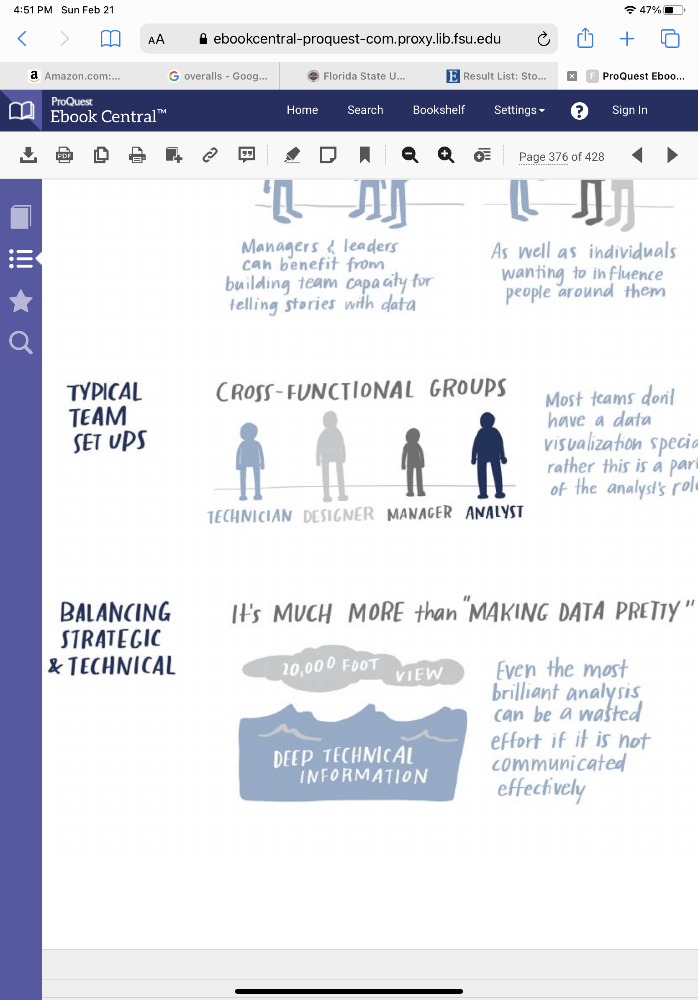 4:51 PM Sun Feb 21
47%
AA ebookcentral-proquest-com.proxy.lib.fsu.edu
Amazon.com:...
overalls - Goog...
Florida State U...
Result List: Sto...
ProQuest Eboo...
ProQuest
Ebook Central™
Home
Search
Bookshelf
Settings
Sign In
PDF
Page 376 of 428
Managers & leaders
can benefit from
building team capacity for
telling stories with data
As well as individuals
wanting to influence
people around them
TYPICAL
TEAM
SET UPS
CROSS-FUNCTIONAL GROUPS
TECHNICIAN DESIGNER MANAGER ANALYST
Most teams don't
have a data
visualization specia
rather this is a part
of the analyst's role
BALANCING
STRATEGIC
& TECHNICAL
It's MUCH MORE than "MAKING DATA PRETTY"
20,000 FOOT VIEW
DEEP TECHNICAL
INFORMATION
Even the most
brilliant analysis
can be a wasted
effort if it is not
communicated
effectively